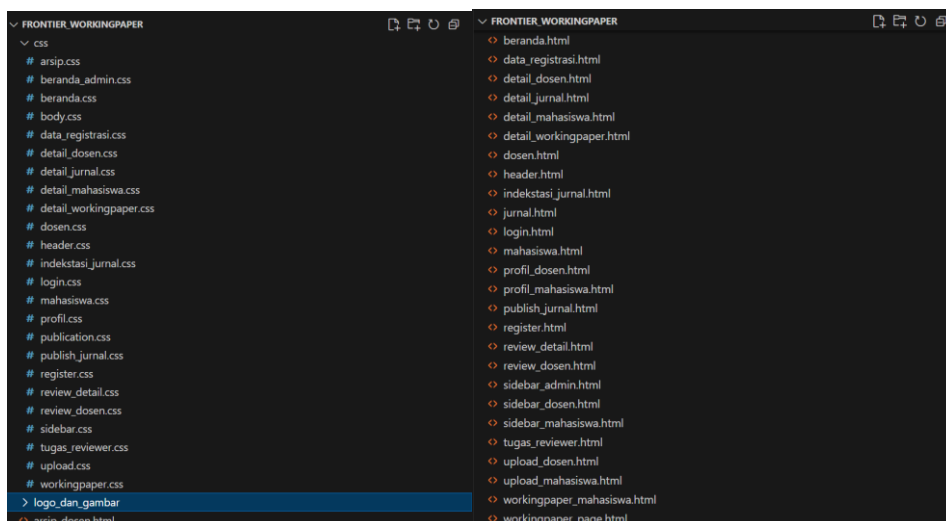 FRONTIER_WORKINGPAPER
css
# arsip.css
# beranda_admin.css
# beranda.css
# body.css
# data_registrasi.css
# detail_dosen.css
# detail_jurnal.css
# detail_mahasiswa.css
# detail_workingpaper.css
# dosen.css
# header.css
# indekstasi_jurnal.css
# login.css
# mahasiswa.css
# profil.css
# publication.css
# publish_jurnal.css
# register.css
# review_detail.css
# review_dosen.css
# sidebar.css
# tugas_reviewer.css
# upload.css
# workingpaper.css
logo_dan_gambar
<> arsip_dosen.html
FRONTIER_WORKINGPAPER
<> beranda.html
<> data_registrasi.html
<> detail_dosen.html
<> detail_jurnal.html
<> detail_mahasiswa.html
<> detail_workingpaper.html
<> dosen.html
<> header.html
<> indekstasi_jurnal.html
<> jurnal.html
<> login.html
<> mahasiswa.html
<> profil_dosen.html
<> profil_mahasiswa.html
<> publish_jurnal.html
<> register.html
<> review_detail.html
<> review_dosen.html
<> sidebar_admin.html
<> sidebar_dosen.html
<> sidebar_mahasiswa.html
<> tugas_reviewer.html
<> upload_dosen.html
<> upload_mahasiswa.html
<> workingpaper_mahasiswa.html
<> workingpaper_page.html